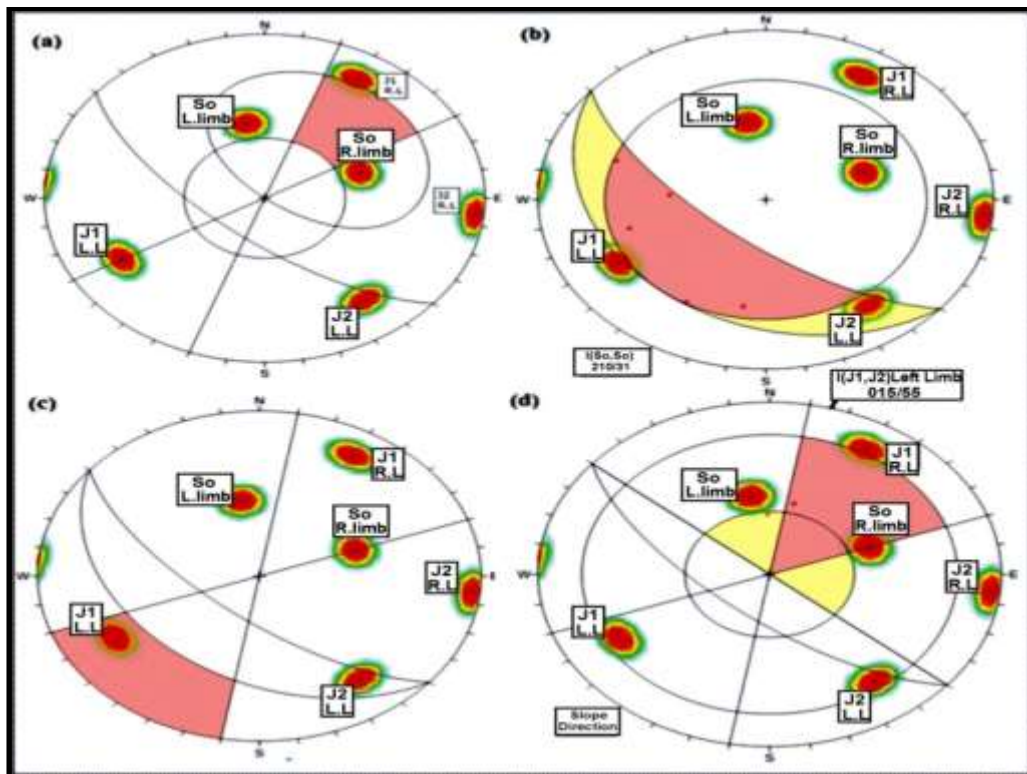 (a)
N
J1
R.L
So
L.limb
So
R.limb
W
E
J2
R.L
J1
L.L
J2
L.L
S
(b)
N
J1
R.L
So
L.limb
So
R.limb
W
E
J2
R.L
J1
L.L
J2
L.L
I(So,So)
210/31
S
(c)
N
J1
R.L
So
L.limb
So
R.limb
W
J2
R.L
J1
L.L
J2
L.L
S
I(J1,J2)Left Limb
015/55
(d)
N
J1
R.L
So
L.limb
So
R.limb
W
E
J2
R.L
J1
L.L
J2
L.L
Slope
Direction
S